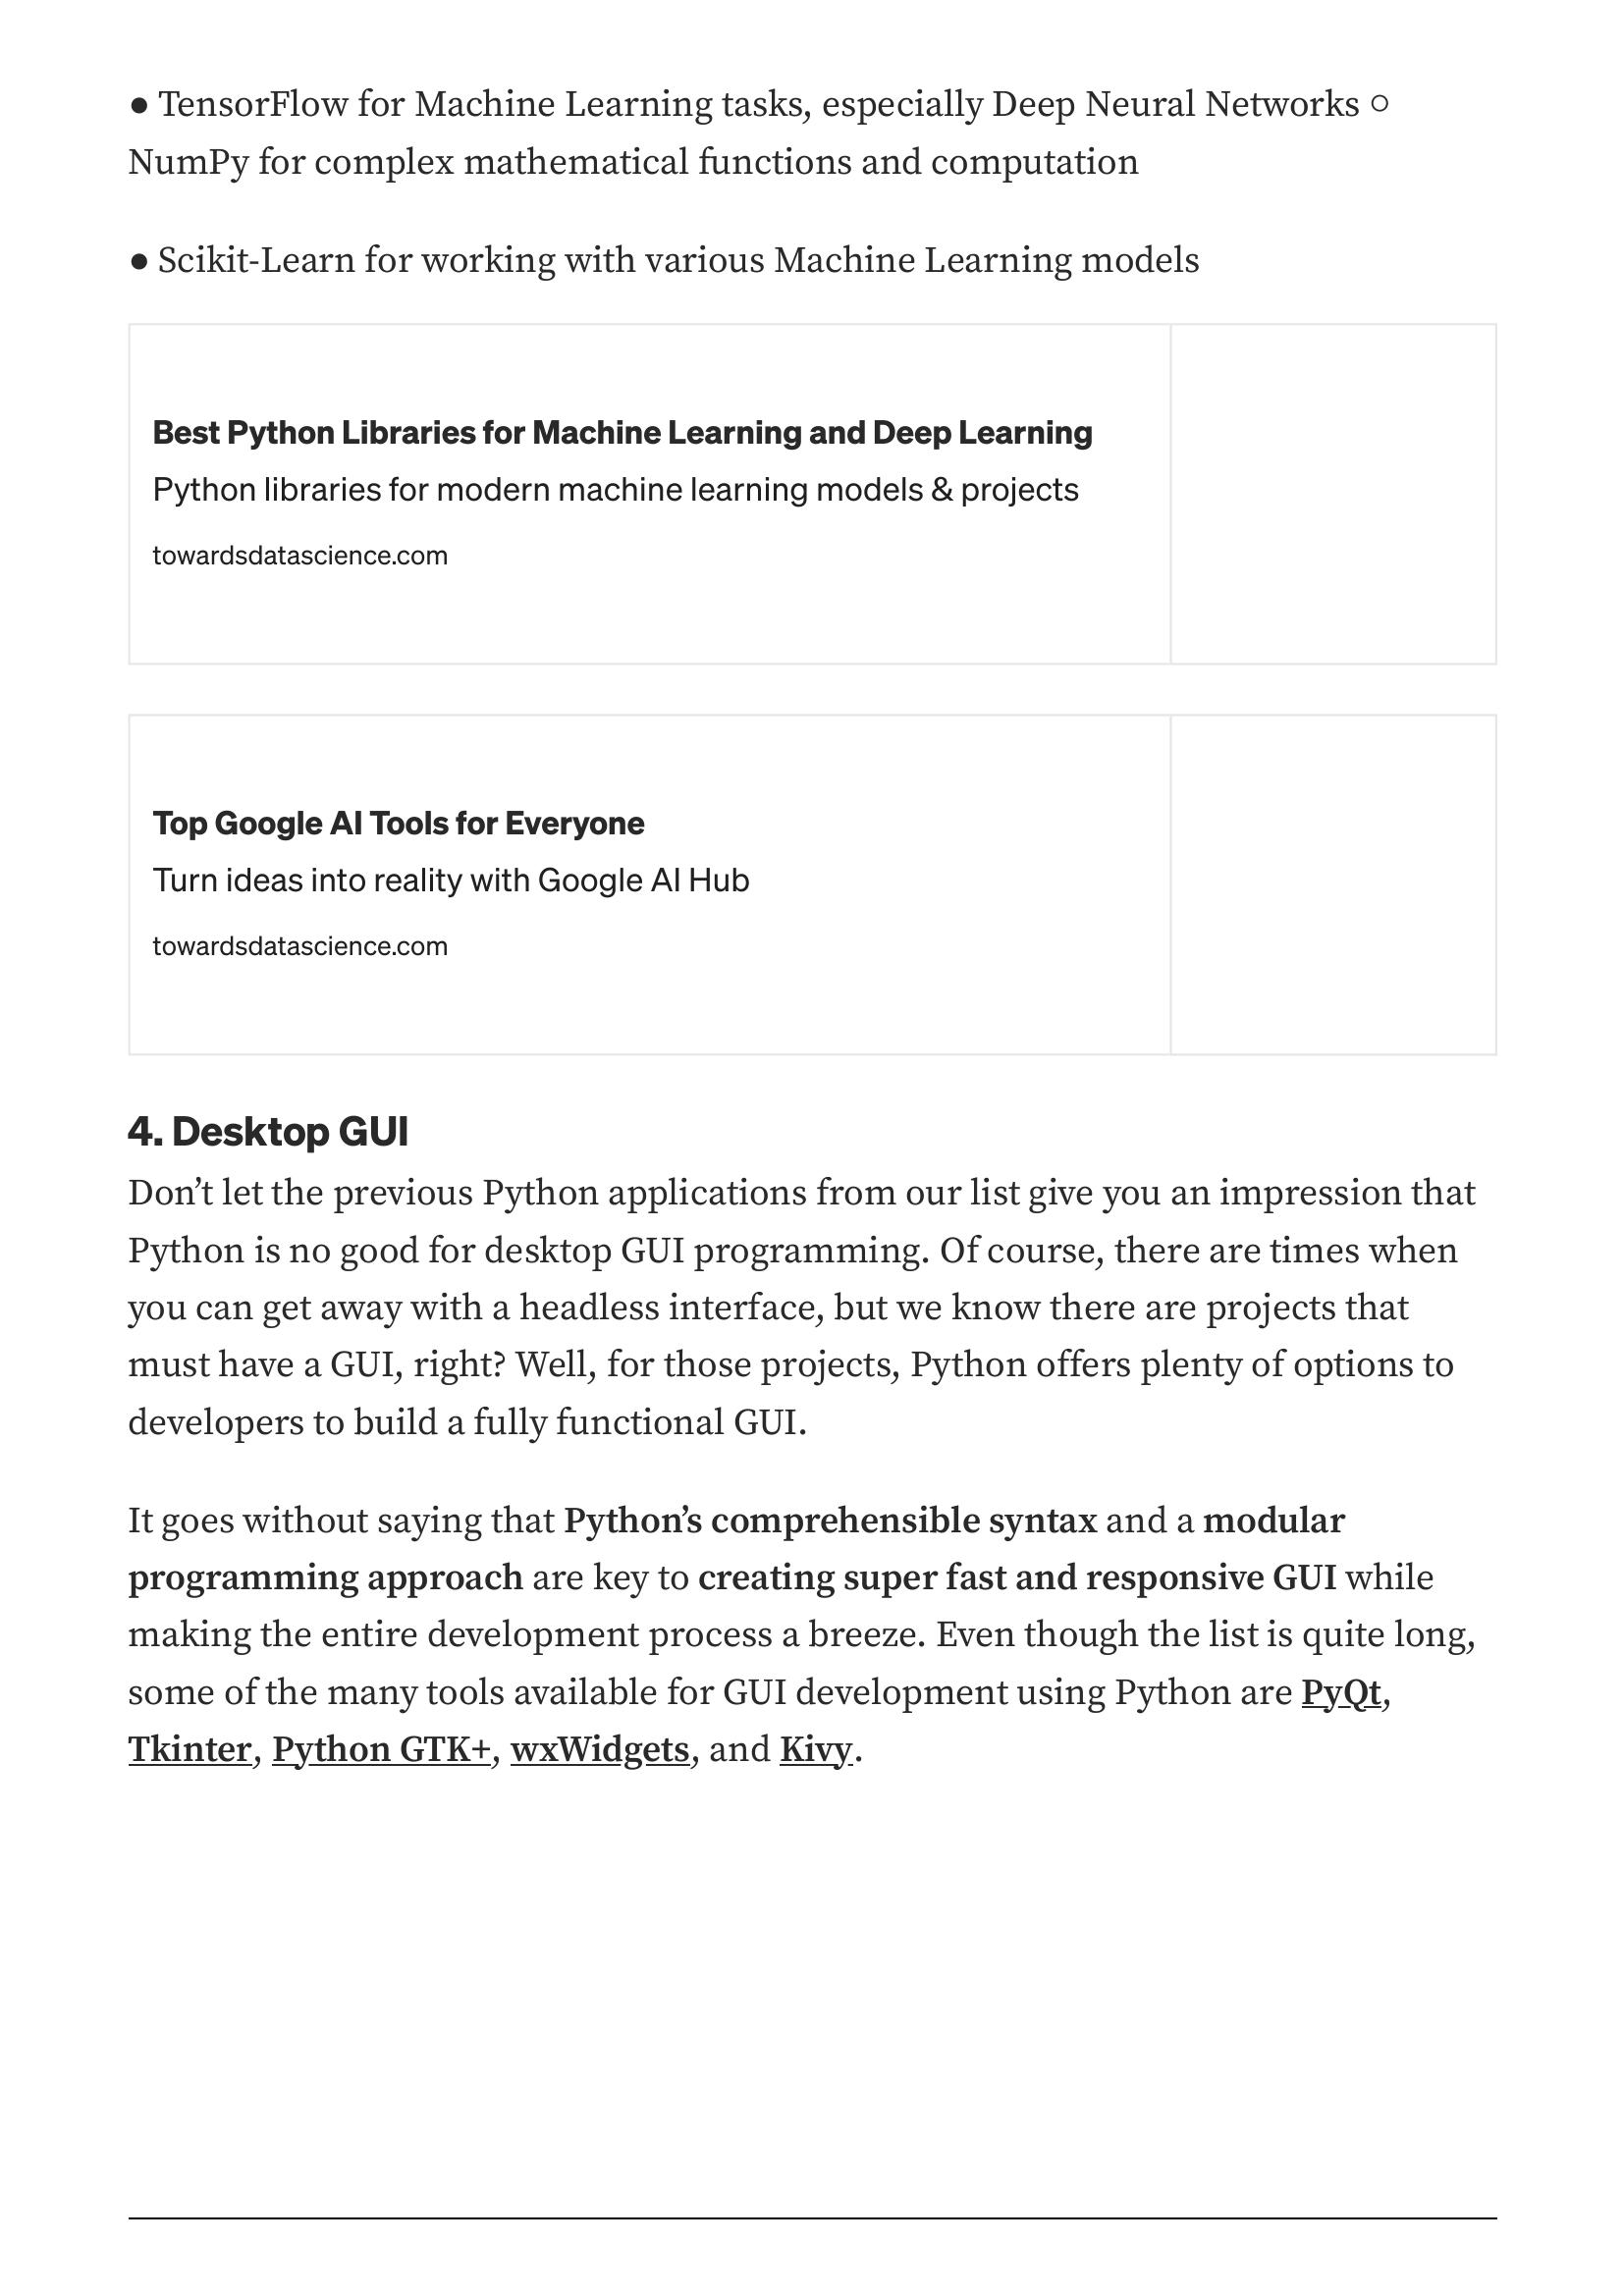 ● TensorFlow for Machine Learning tasks, especially Deep Neural Networks ○
NumPy for complex mathematical functions and computation
● Scikit-Learn for working with various Machine Learning models
Best Python Libraries for Machine Learning and Deep Learning
Python libraries for modern machine learning models & projects
towardsdatascience.com
Top Google AI Tools for Everyone
Turn ideas into reality with Google AI Hub
towardsdatascience.com
4. Desktop GUI
Don’t let the previous Python applications from our list give you an impression that
Python is no good for desktop GUI programming. Of course, there are times when
you can get away with a headless interface, but we know there are projects that
must have a GUI, right? Well, for those projects, Python offers plenty of options to
developers to build a fully functional GUI.
It goes without saying that Python’s comprehensible syntax and a modular
programming approach are key to creating super fast and responsive GUI while
making the entire development process a breeze. Even though the list is quite long,
some of the many tools available for GUI development using Python are PyQt,
Tkinter, Python GTK+, wxWidgets, and Kivy.